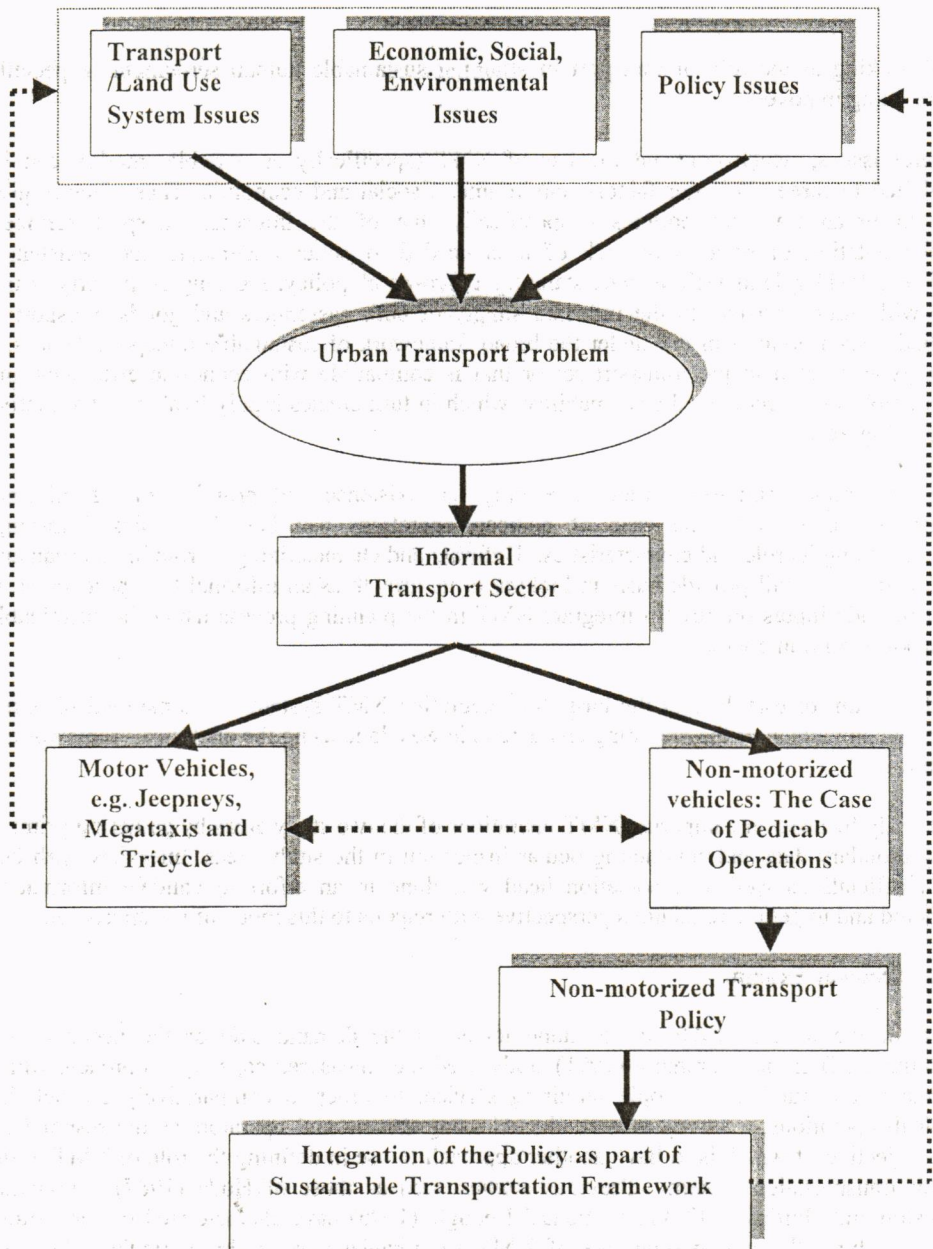 Transport
/Land Use
System Issues
Economic, Social,
Environmental
Issues
Policy Issues
Urban Transport Problem
Informal
Transport Sector
Motor Vehicles,
e.g. Jeepneys,
Megataxis and
Tricycle
Non-motorized
vehicles: The Case
of Pedicab
Operations
Non-motorized Transport
Policy
Integration of the Policy as part of
Sustainable Transportation Framework